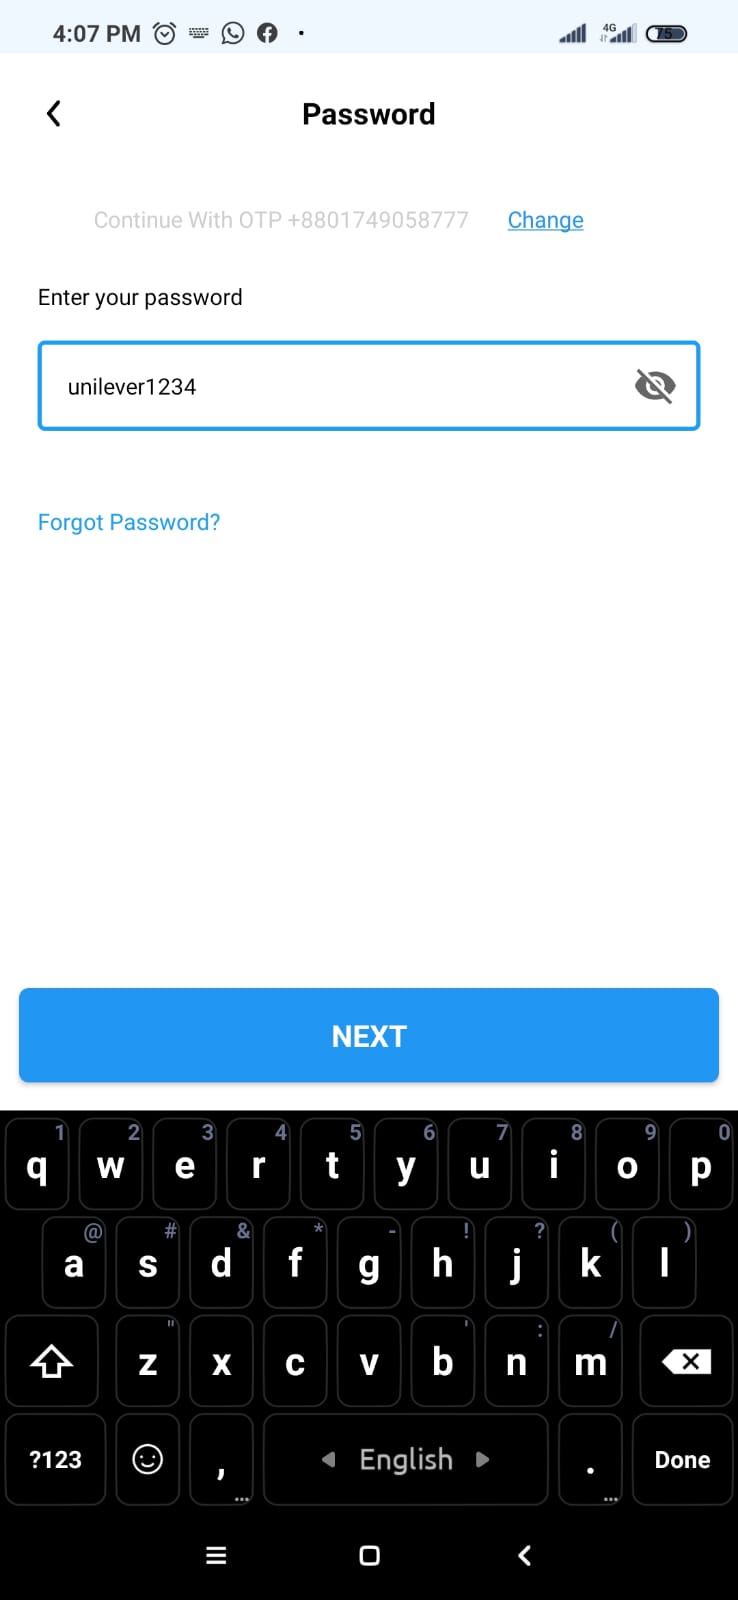 4:07 PM 4G 75
Password
Continue With OTP +8801749058777 Change
Enter your password
unilever1234
Forgot Password?
NEXT
1 2 3 4 5 6 7 8 9 0
q w e r t y u i o p
@ # & * - ! ? ( )
a s d f g h j k l
" ' : /
z x c v b n m
?123 , English . Done